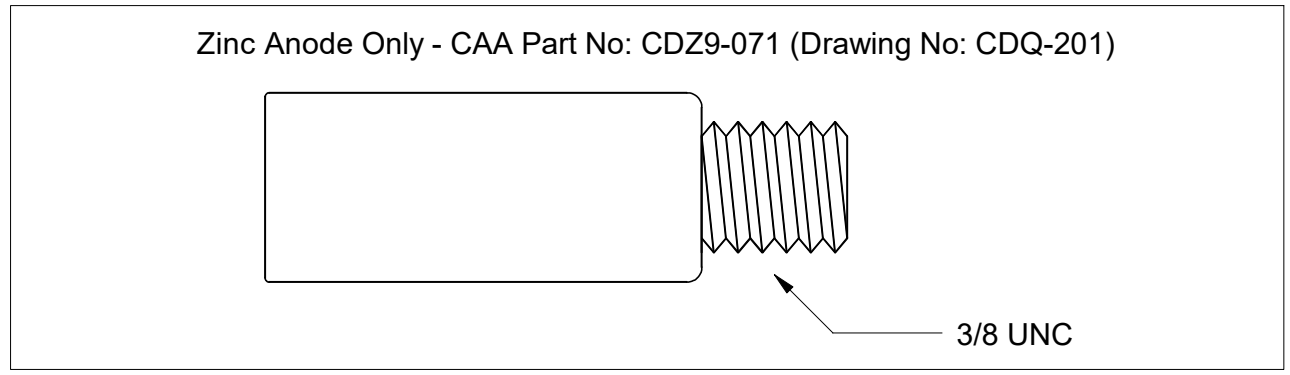 Zinc Anode Only - CAA Part No: CDZ9-071 (Drawing No: CDQ-201)
3/8 UNC